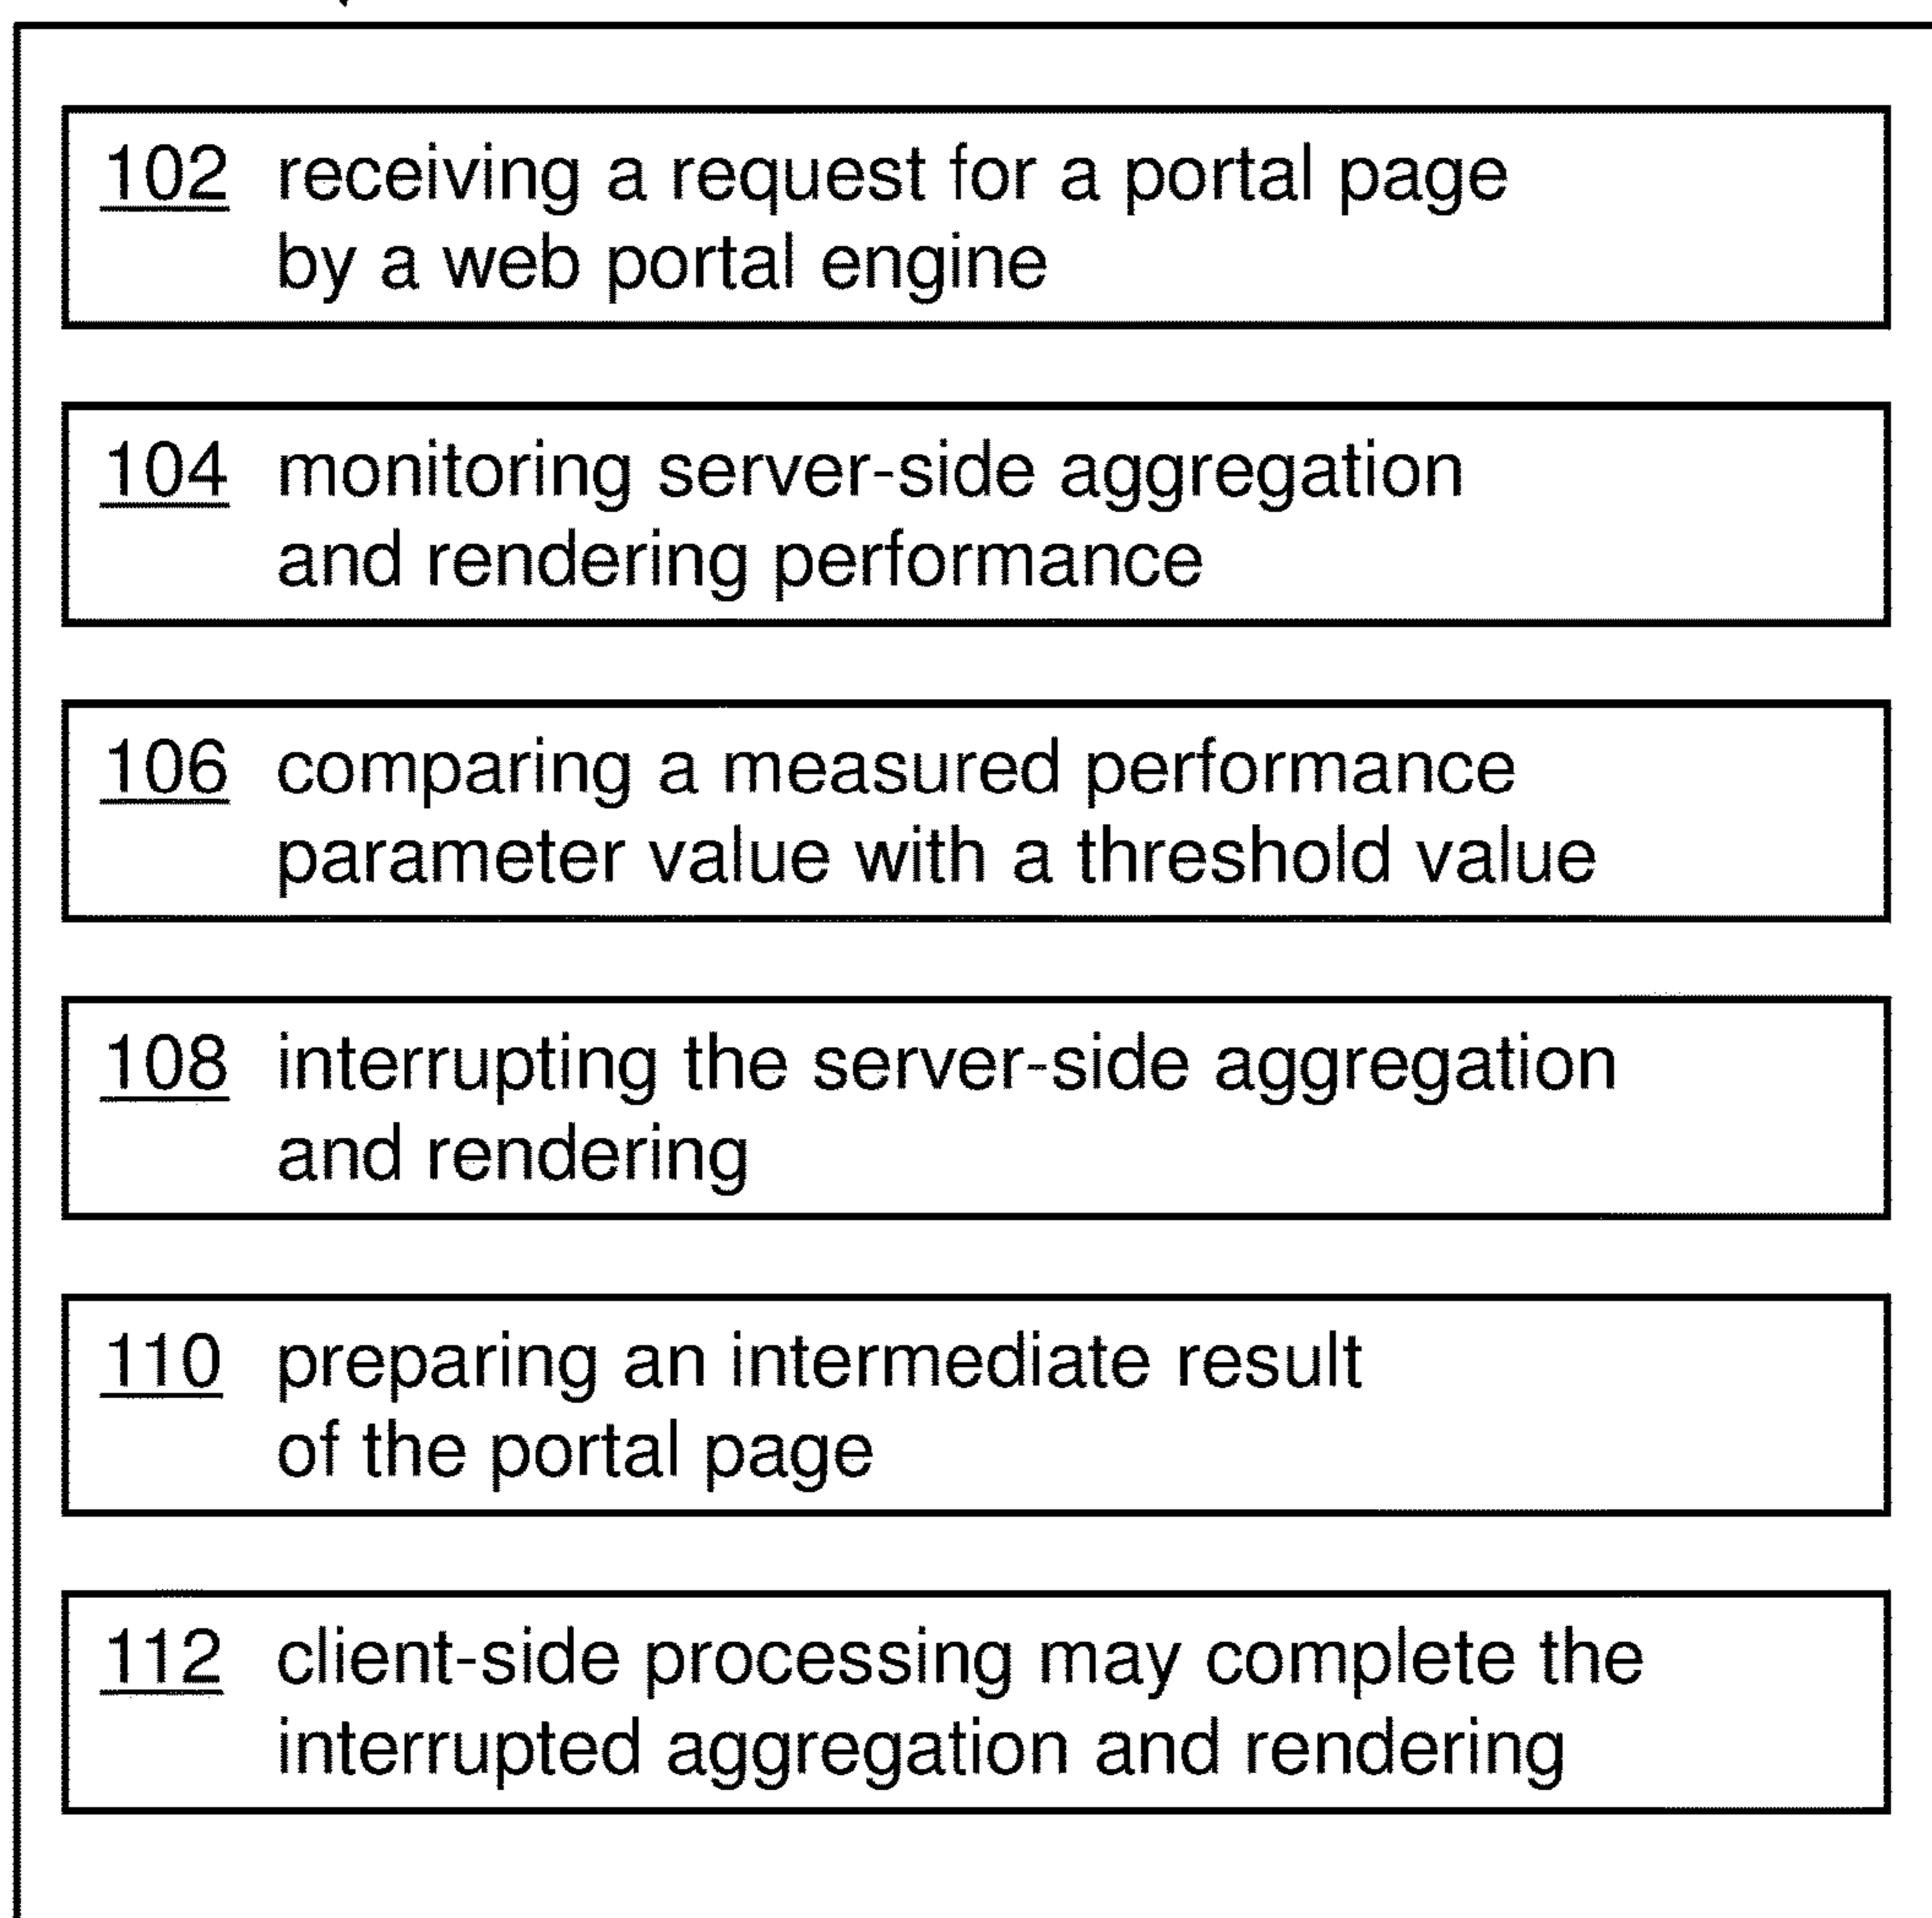 102 receiving a request for a portal page
by a web portal engine
104 monitoring server-side aggregation
and rendering performance
106 comparing a measured performance
parameter value with a threshold value
108 interrupting the server-side aggregation
and rendering
110 preparing an intermediate result
of the portal page
112 client-side processing may complete the
interrupted aggregation and rendering